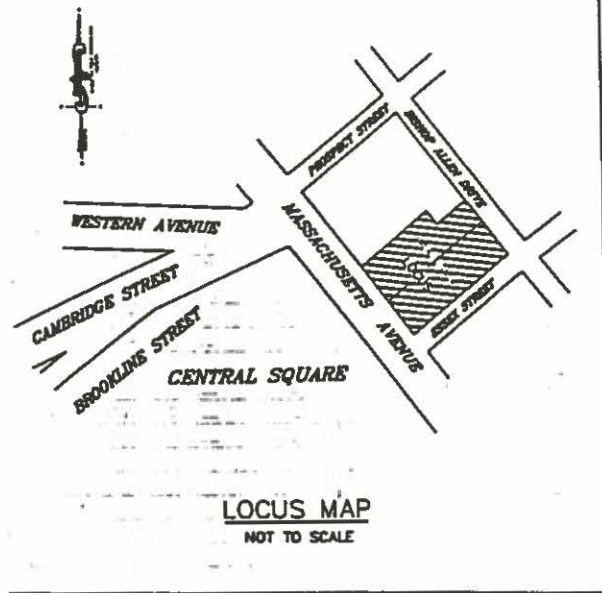 PROSPECT STREET
BISHOP ALLEN DRIVE
WESTERN AVENUE
MASSACHUSETTS AVENUE
CAMBRIDGE STREET
BROOKLINE STREET
ESSEX STREET
CENTRAL SQUARE
LOCUS MAP
NOT TO SCALE